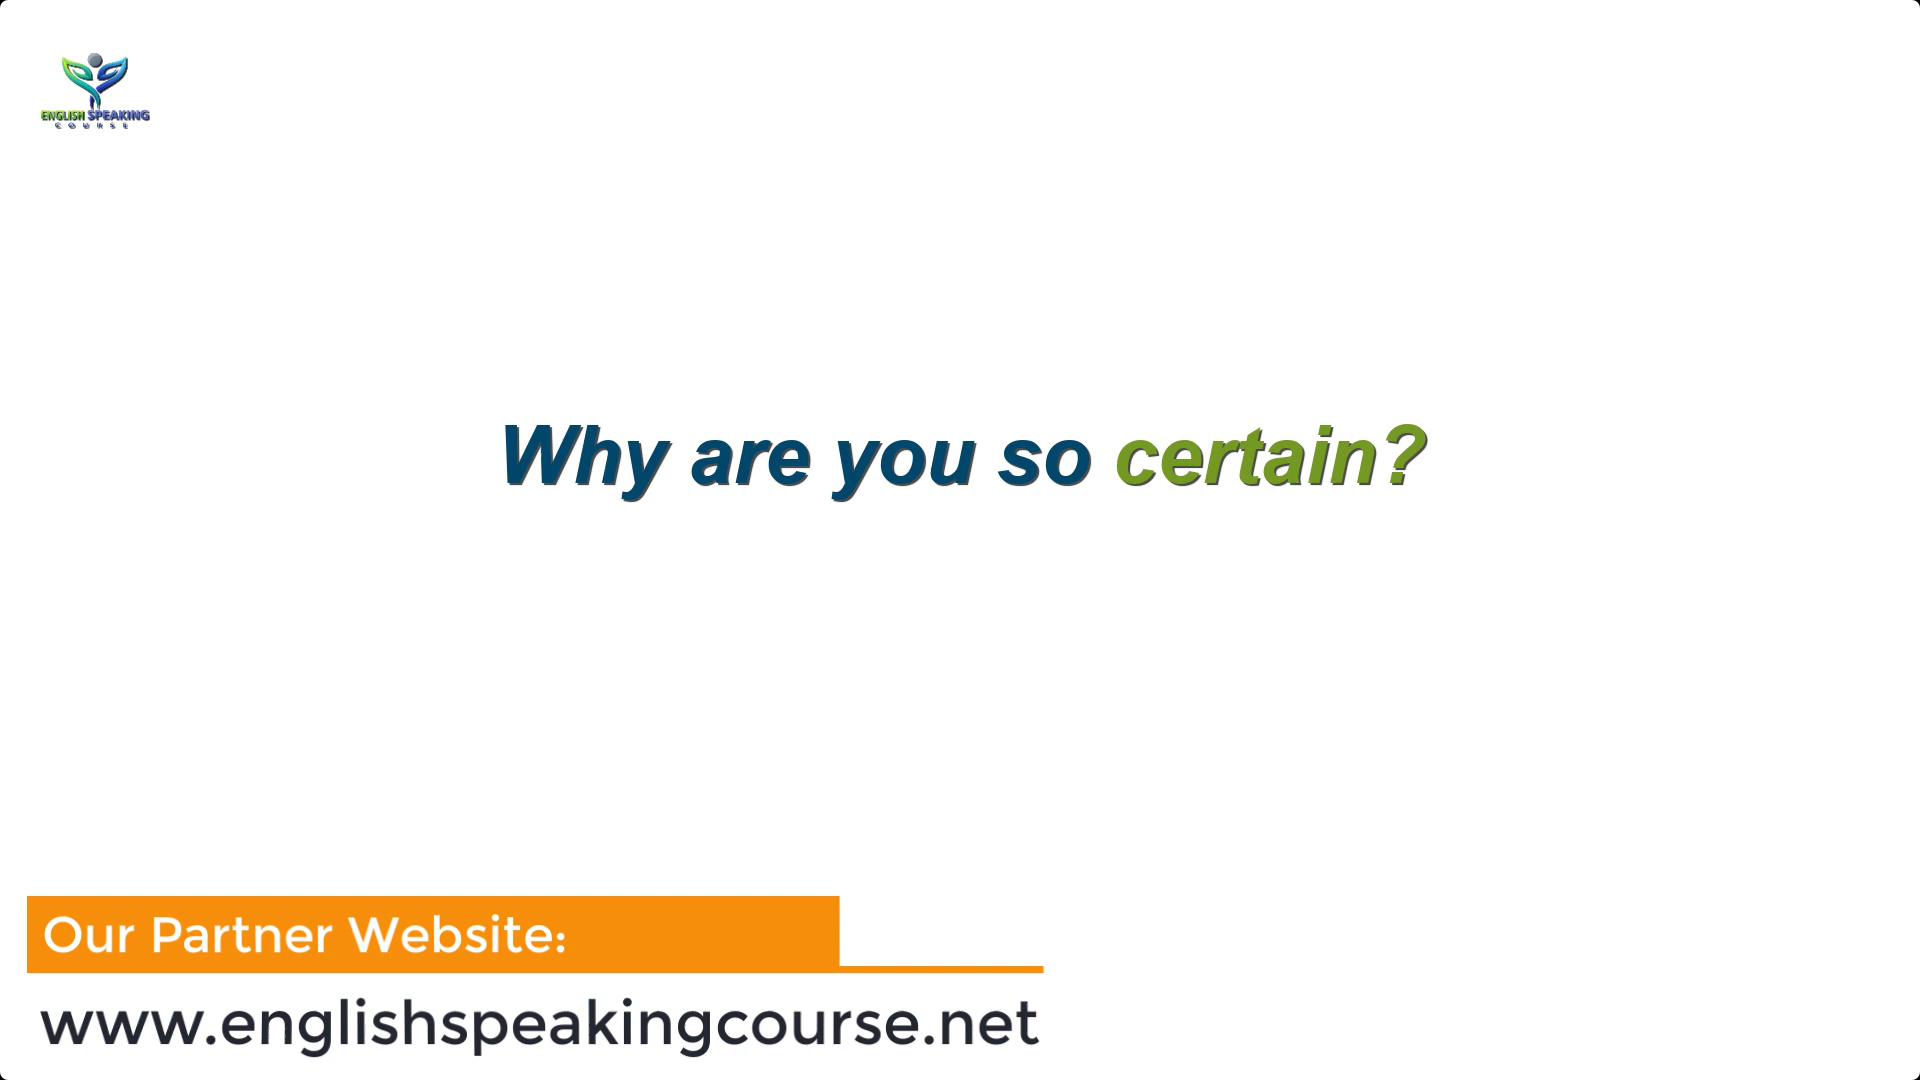 ENGLISH SPEAKING
COURSE
Why are you so certain?
Our Partner Website:
www.englishspeakingcourse.net